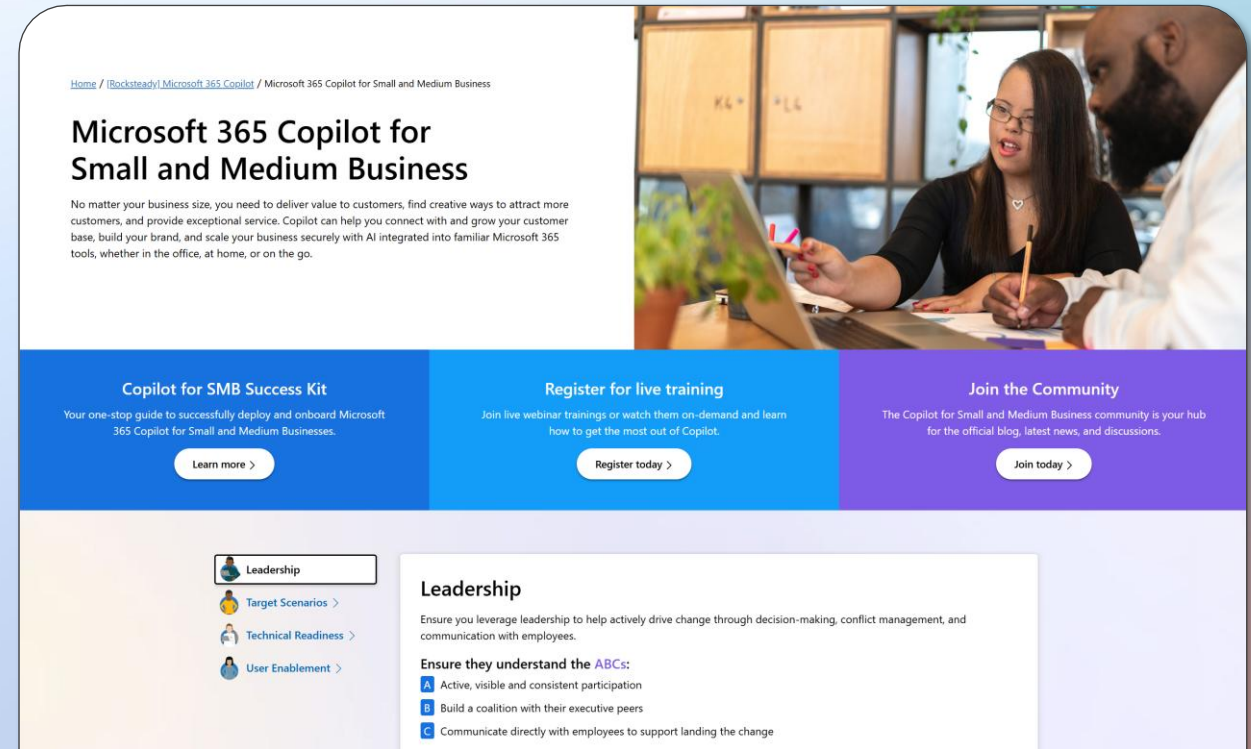 Home / [Rocksteady] Microsoft 365 Copilot / Microsoft 365 Copilot for Small and Medium Business
Microsoft 365 Copilot for
Small and Medium Business
No matter your business size, you need to deliver value to customers, find creative ways to attract more
customers, and provide exceptional service. Copilot can help you connect with and grow your customer
base, build your brand, and scale your business securely with AI integrated into familiar Microsoft 365
tools, whether in the office, at home, or on the go.
K4
L4
Copilot for SMB Success Kit
Your one-stop guide to successfully deploy and onboard Microsoft
365 Copilot for Small and Medium Businesses.
Learn more >
Register for live training
Join live webinar trainings or watch them on-demand and learn
how to get the most out of Copilot.
Register today >
Join the Community
The Copilot for Small and Medium Business community is your hub
for the official blog, latest news, and discussions.
Join today >
Leadership
Target Scenarios >
Technical Readiness >
User Enablement >
Leadership
Ensure you leverage leadership to help actively drive change through decision-making, conflict management, and
communication with employees.
Ensure they understand the ABCs:
A Active, visible and consistent participation
B Build a coalition with their executive peers
C Communicate directly with employees to support landing the change